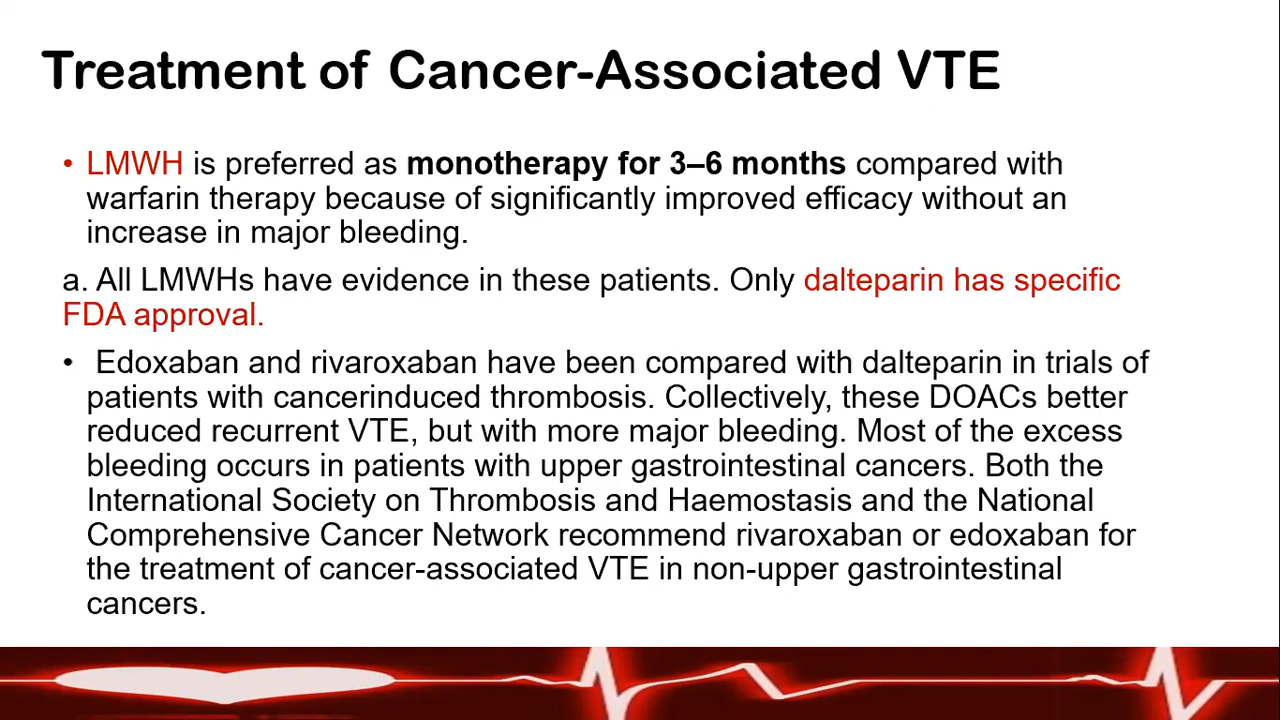 Treatment of Cancer-Associated VTE
• LMWH is preferred as monotherapy for 3–6 months compared with
warfarin therapy because of significantly improved efficacy without an
increase in major bleeding.
a. All LMWHs have evidence in these patients. Only dalteparin has specific
FDA approval.
• Edoxaban and rivaroxaban have been compared with dalteparin in trials of
patients with cancerinduced thrombosis. Collectively, these DOACs better
reduced recurrent VTE, but with more major bleeding. Most of the excess
bleeding occurs in patients with upper gastrointestinal cancers. Both the
International Society on Thrombosis and Haemostasis and the National
Comprehensive Cancer Network recommend rivaroxaban or edoxaban for
the treatment of cancer-associated VTE in non-upper gastrointestinal
cancers.